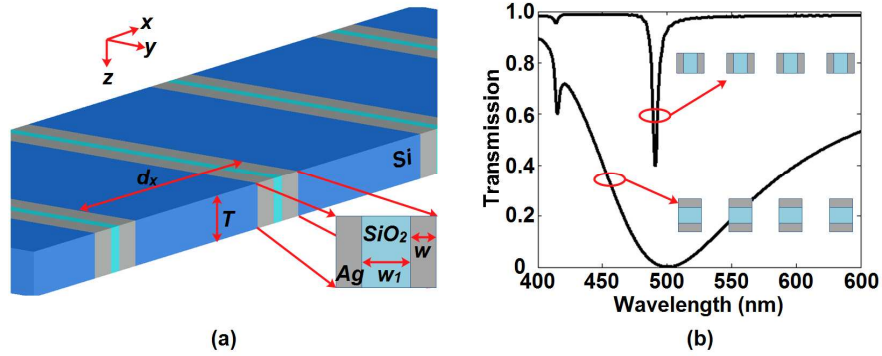 x
y
z
Si
dx
T
SiO2
w
Ag
w1
(a)
1.0
0.8
0.6
0.4
0.2
0
400
450
500
550
600
Transmission
Wavelength (nm)
(b)